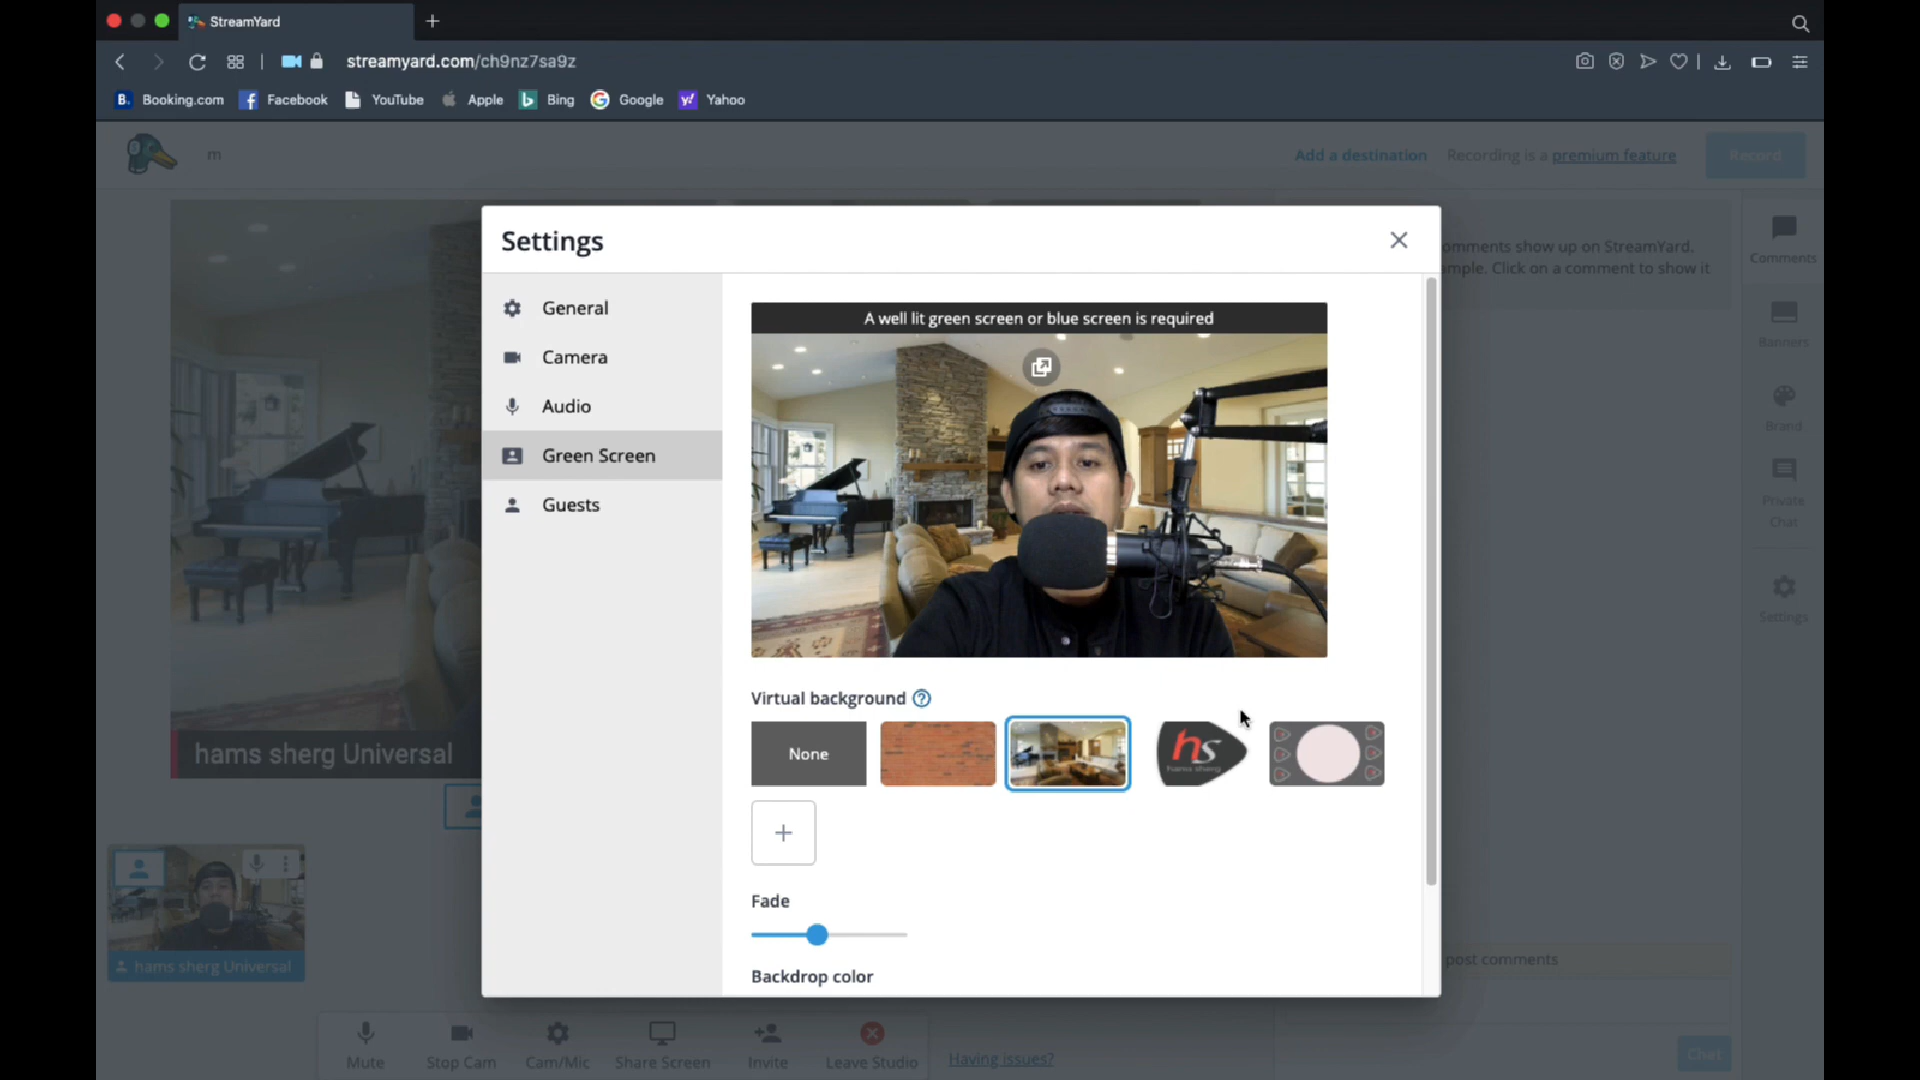 StreamYard
streamyard.com/ch9nz7sa9z
B. Booking.com
Facebook
YouTube
Apple
Bing
Google
Yahoo
m
Add a destination
Recording is a premium feature
Record
Settings
omments show up on StreamYard.
ample. Click on a comment to show it
Comments
Banners
Brand
Private
Chat
Settings
General
Camera
Audio
Green Screen
Guests
A well lit green screen or blue screen is required
Virtual background
None
hs
hams sherg
Fade
Backdrop color
hams sherg Universal
hams sherg Universal
post comments
Mute
Stop Cam
Cam/Mic
Share Screen
Invite
Leave Studio
Having issues?
Chat